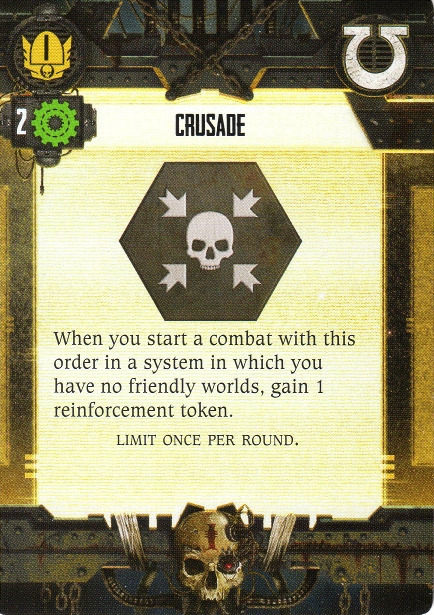 I
2
CRUSADE
When you start a combat with this
order in a system in which you
have no friendly worlds, gain 1
reinforcement token.
LIMIT ONCE PER ROUND.